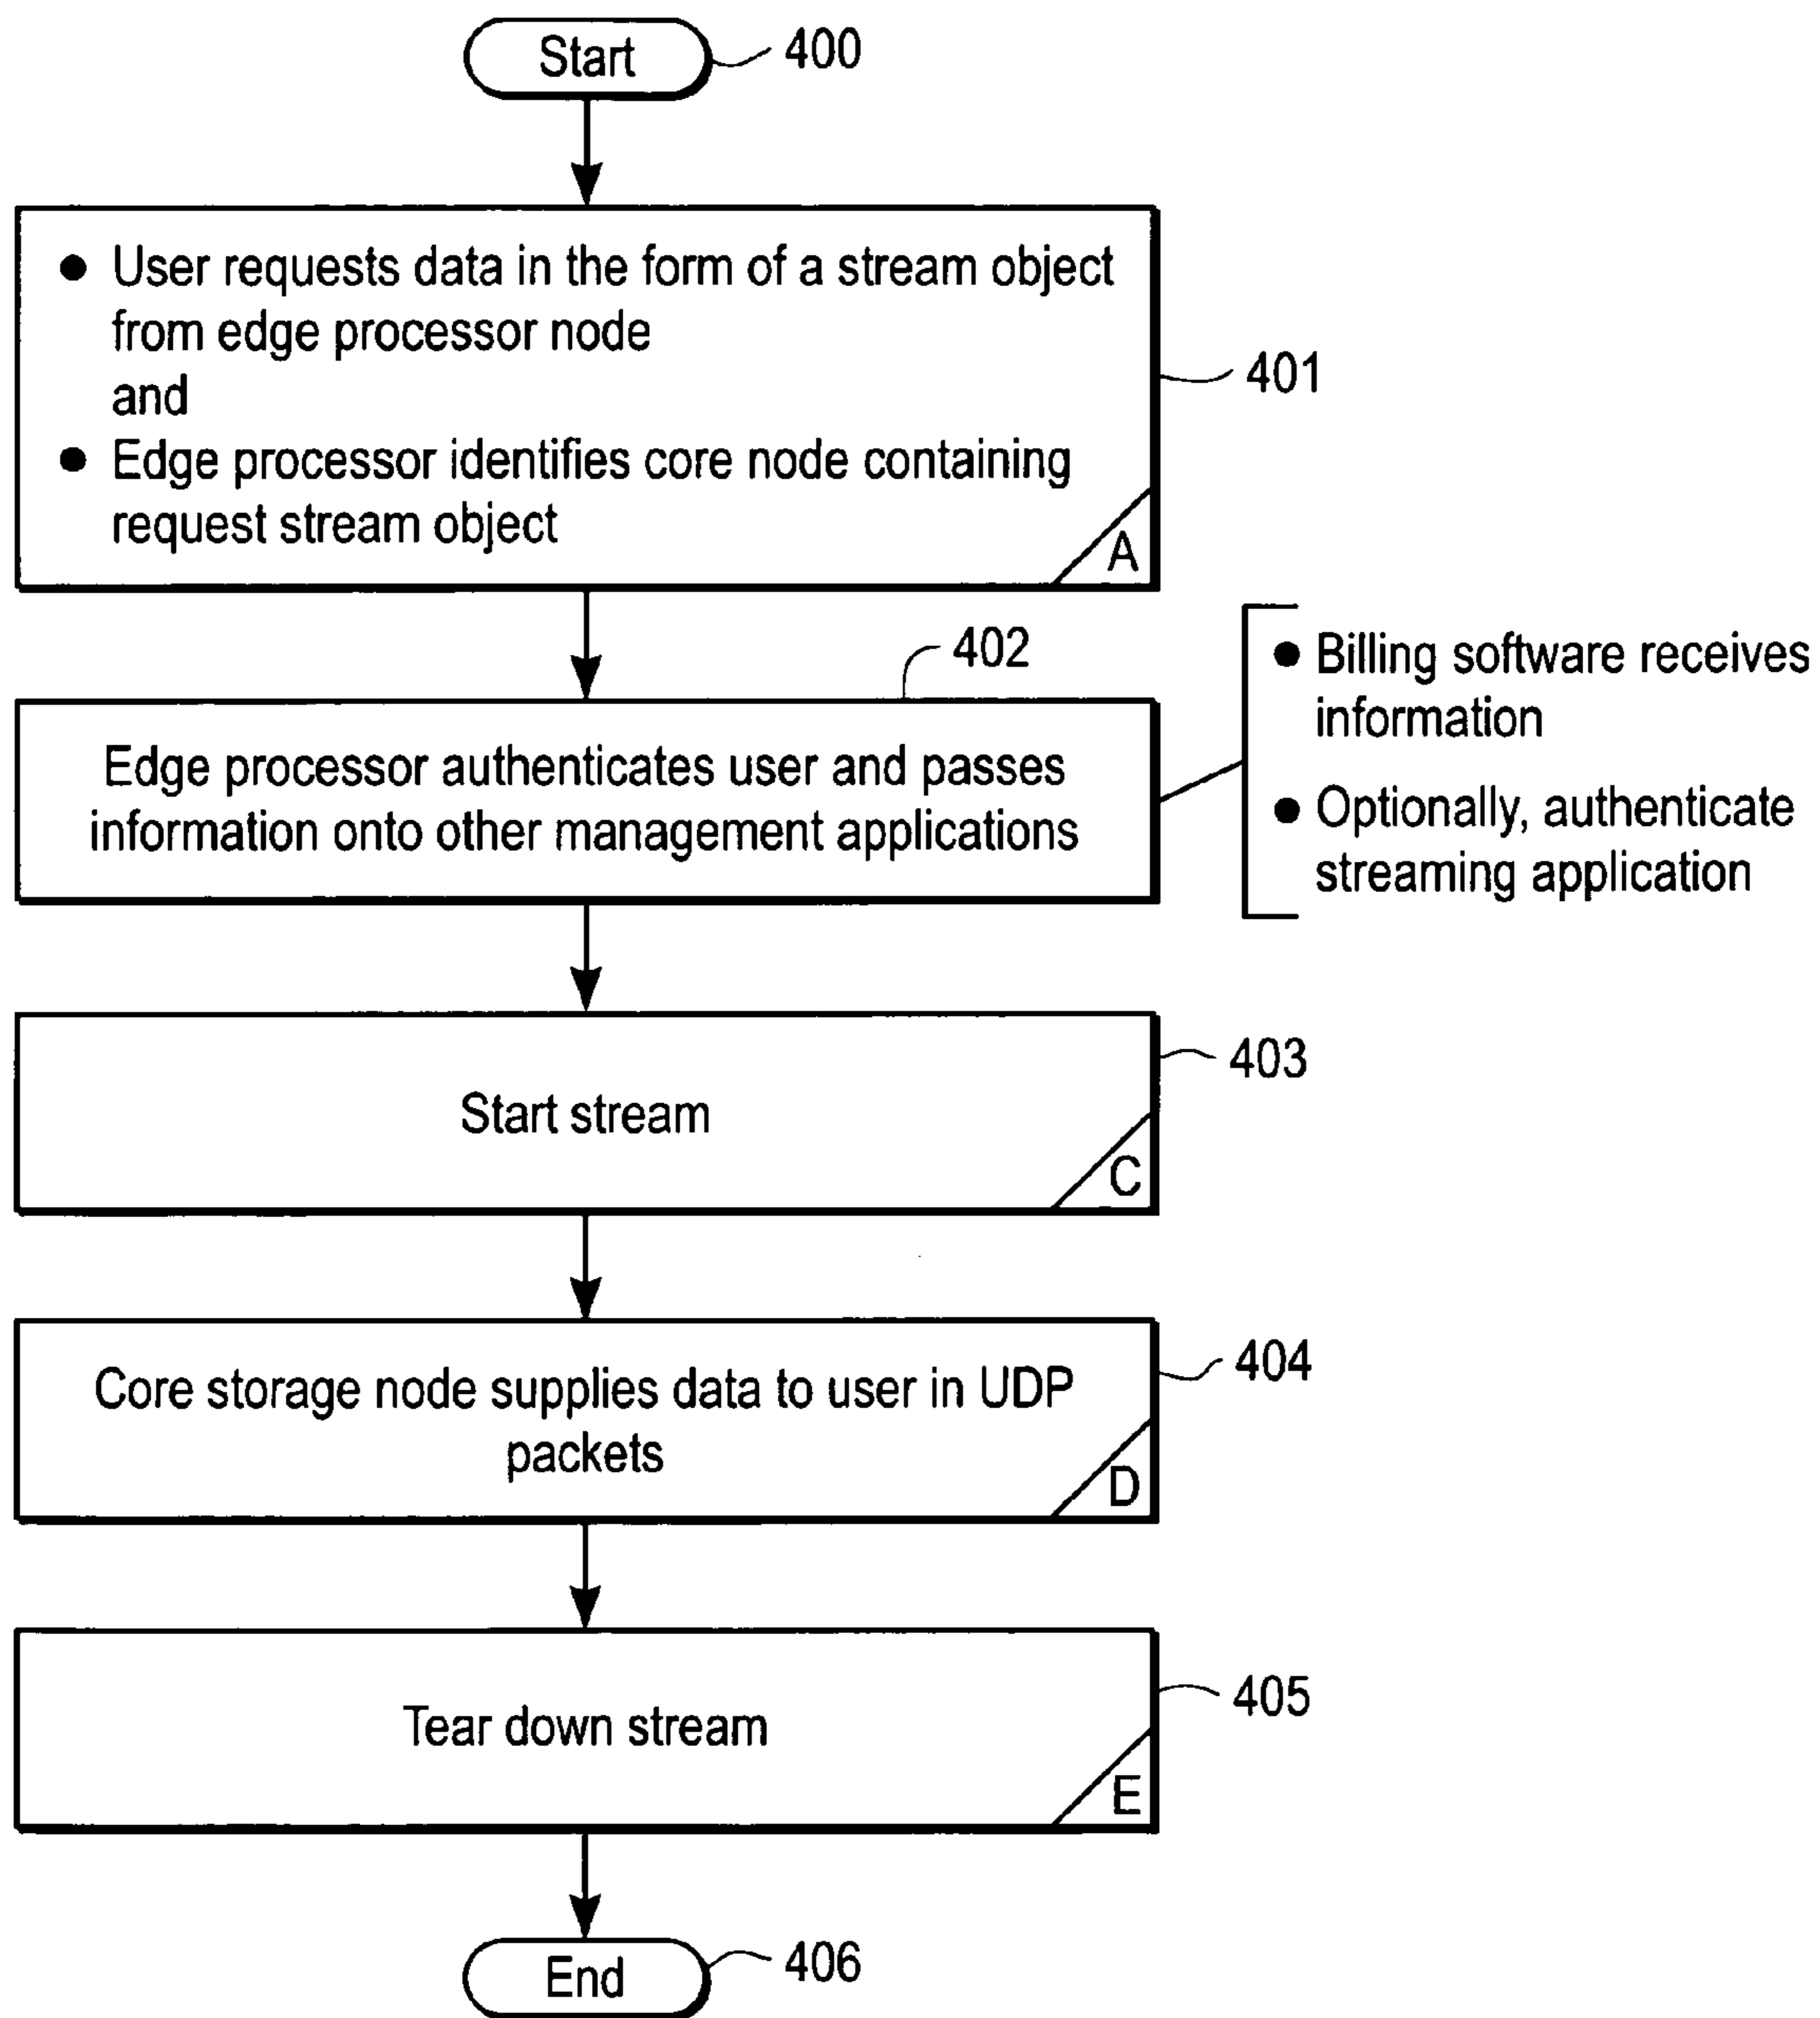 Start
400
● User requests data in the form of a stream object
from edge processor node
and
● Edge processor identifies core node containing
request stream object
A
401
402
Edge processor authenticates user and passes
information onto other management applications
● Billing software receives
information
● Optionally, authenticate
streaming application
403
Start stream
C
404
Core storage node supplies data to user in UDP
packets
D
405
Tear down stream
E
End
406